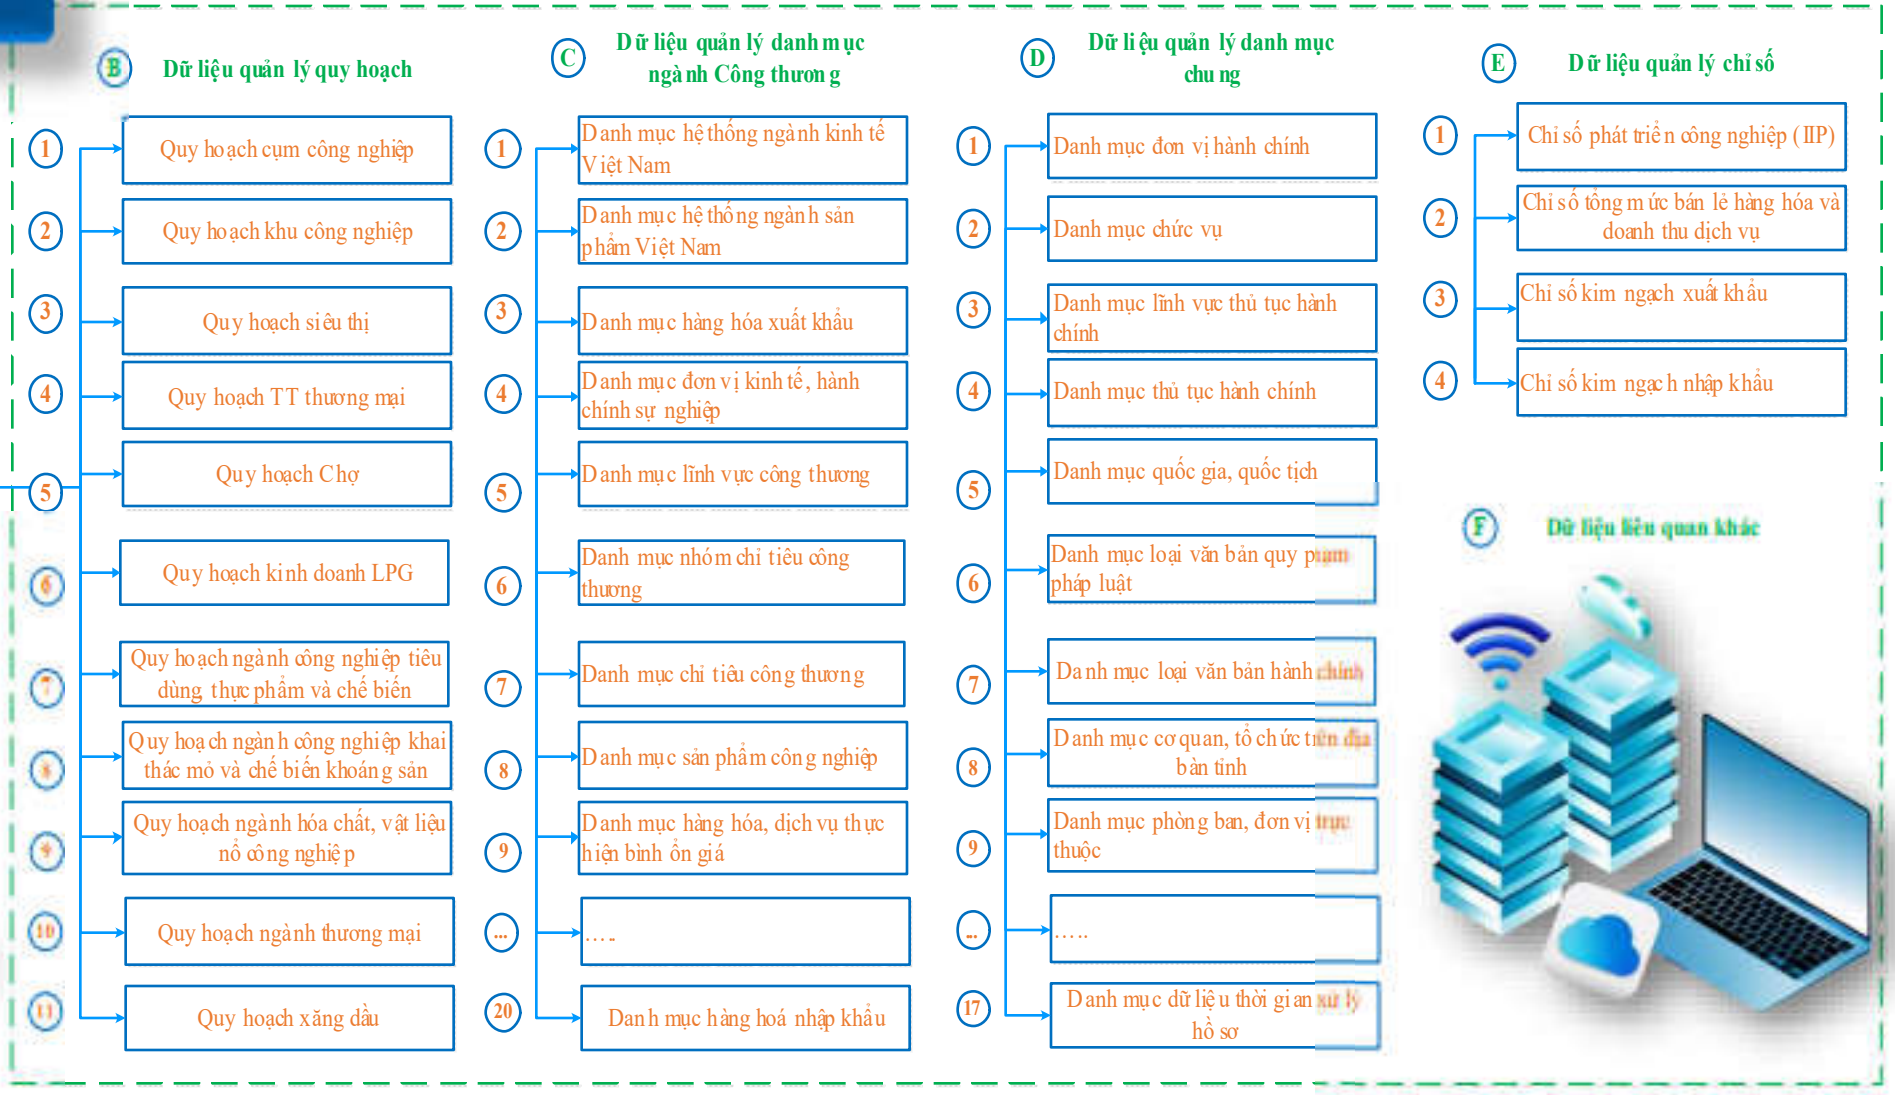 B
Dữ liệu quản lý quy hoạch
1
Quy hoạch cụm công nghiệp
2
Quy hoạch khu công nghiệp
3
Quy hoạch siêu thị
4
Quy hoạch TT thương mại
5
Quy hoạch Chợ
6
Quy hoạch kinh doanh LPG
7
Quy hoạch ngành công nghiệp tiêu
dùng, thực phẩm và chế biến
8
Quy hoạch ngành công nghiệp khai
thác mỏ và chế biến khoáng sản
9
Quy hoạch ngành hóa chất, vật liệu
nổ công nghiệp
10
Quy hoạch ngành thương mại
11
Quy hoạch xăng dầu
C
Dữ liệu quản lý danh mục
ngành Công thương
1
Danh mục hệ thống ngành kinh tế
Việt Nam
2
Danh mục hệ thống ngành sản
phẩm Việt Nam
3
Danh mục hàng hóa xuất khẩu
4
Danh mục đơn vị kinh tế, hành
chính sự nghiệp
5
Danh mục lĩnh vực công thương
6
Danh mục nhóm chỉ tiêu công
thương
7
Danh mục chỉ tiêu công thương
8
Danh mục sản phẩm công nghiệp
9
Danh mục hàng hóa, dịch vụ thực
hiện bình ổn giá
...
.....
20
Danh mục hàng hoá nhập khẩu
D
Dữ liệu quản lý danh mục
chung
1
Danh mục đơn vị hành chính
2
Danh mục chức vụ
3
Danh mục lĩnh vực thủ tục hành
chính
4
Danh mục thủ tục hành chính
5
Danh mục quốc gia, quốc tịch
6
Danh mục loại văn bản quy phạm
pháp luật
7
Danh mục loại văn bản hành chính
8
Danh mục cơ quan, tổ chức trên địa
bàn tỉnh
9
Danh mục phòng ban, đơn vị trực
thuộc
...
.....
17
Danh mục dữ liệu thời gian xử lý
hồ sơ
E
Dữ liệu quản lý chỉ số
1
Chỉ số phát triển công nghiệp (IIP)
2
Chỉ số tổng mức bán lẻ hàng hóa và
doanh thu dịch vụ
3
Chỉ số kim ngạch xuất khẩu
4
Chỉ số kim ngạch nhập khẩu
F
Dữ liệu liên quan khác